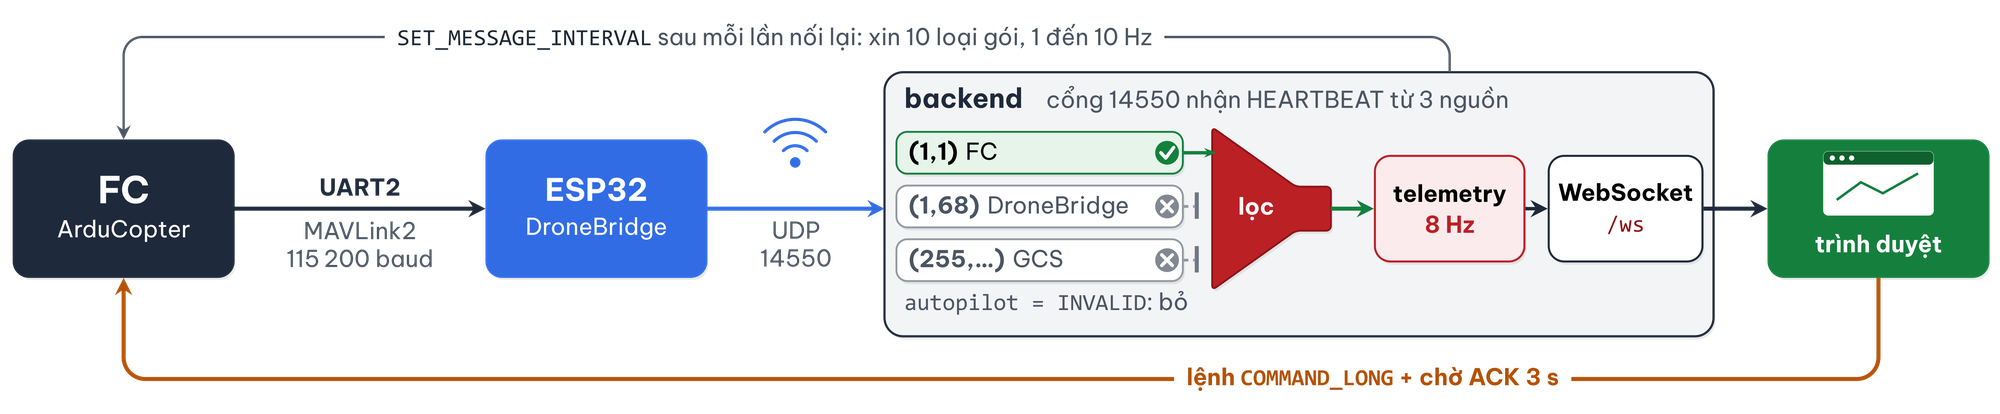 SET_MESSAGE_INTERVAL sau mỗi lần nối lại: xin 10 loại gói, 1 đến 10 Hz
FC
ArduCopter
UART2
MAVLink2
115 200 baud
ESP32
DroneBridge
UDP
14550
backend cổng 14550 nhận HEARTBEAT từ 3 nguồn
(1,1) FC
(1,68) DroneBridge
(255,...) GCS
autopilot = INVALID: bỏ
lọc
telemetry
8 Hz
WebSocket
/ws
trình duyệt
lệnh COMMAND_LONG + chờ ACK 3 s